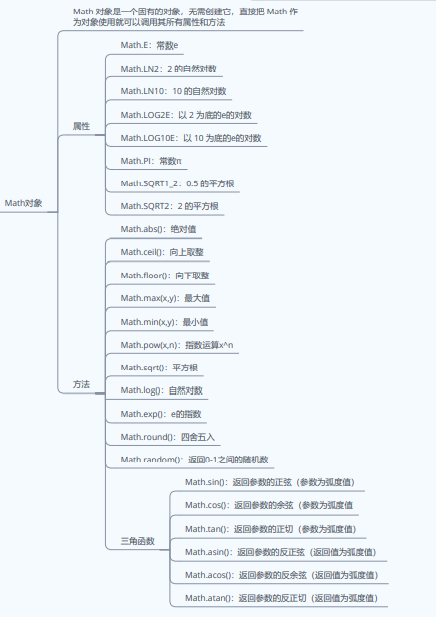 Math 对象是一个固有的对象，无需创建它，直接把 Math 作
为对象使用就可以调用其所有属性和方法
Math对象
属性
Math.E：常数e
Math.LN2：2 的自然对数
Math.LN10：10 的自然对数
Math.LOG2E：以 2 为底的e的对数
Math.LOG10E：以 10 为底的e的对数
Math.PI：常数π
Math.SQRT1_2：0.5 的平方根
Math.SQRT2：2 的平方根
方法
Math.abs()：绝对值
Math.ceil()：向上取整
Math.floor()：向下取整
Math.max(x,y)：最大值
Math.min(x,y)：最小值
Math.pow(x,n)：指数运算x^n
Math.sqrt()：平方根
Math.log()：自然对数
Math.exp()：e的指数
Math.round()：四舍五入
Math.random()：返回0-1之间的随机数
三角函数
Math.sin()：返回参数的正弦（参数为弧度值）
Math.cos()：返回参数的余弦（参数为弧度值
Math.tan()：返回参数的正切（参数为弧度值）
Math.asin()：返回参数的反正弦（返回值为弧度值）
Math.acos()：返回参数的反余弦（返回值为弧度值）
Math.atan()：返回参数的反正切（返回值为弧度值）